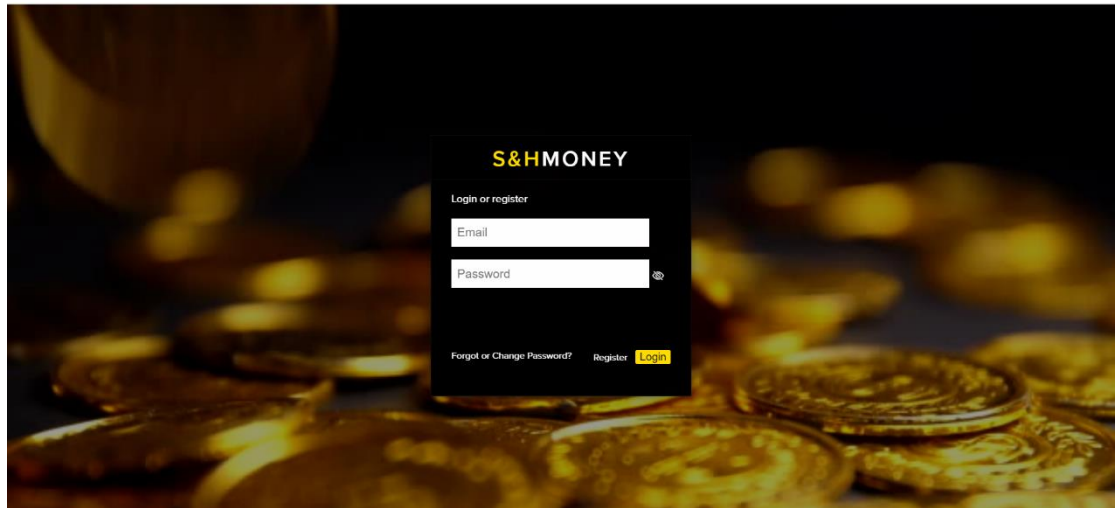 S&HMONEY
Login or register
Email
Password
Forgot or Change Password? Register Login